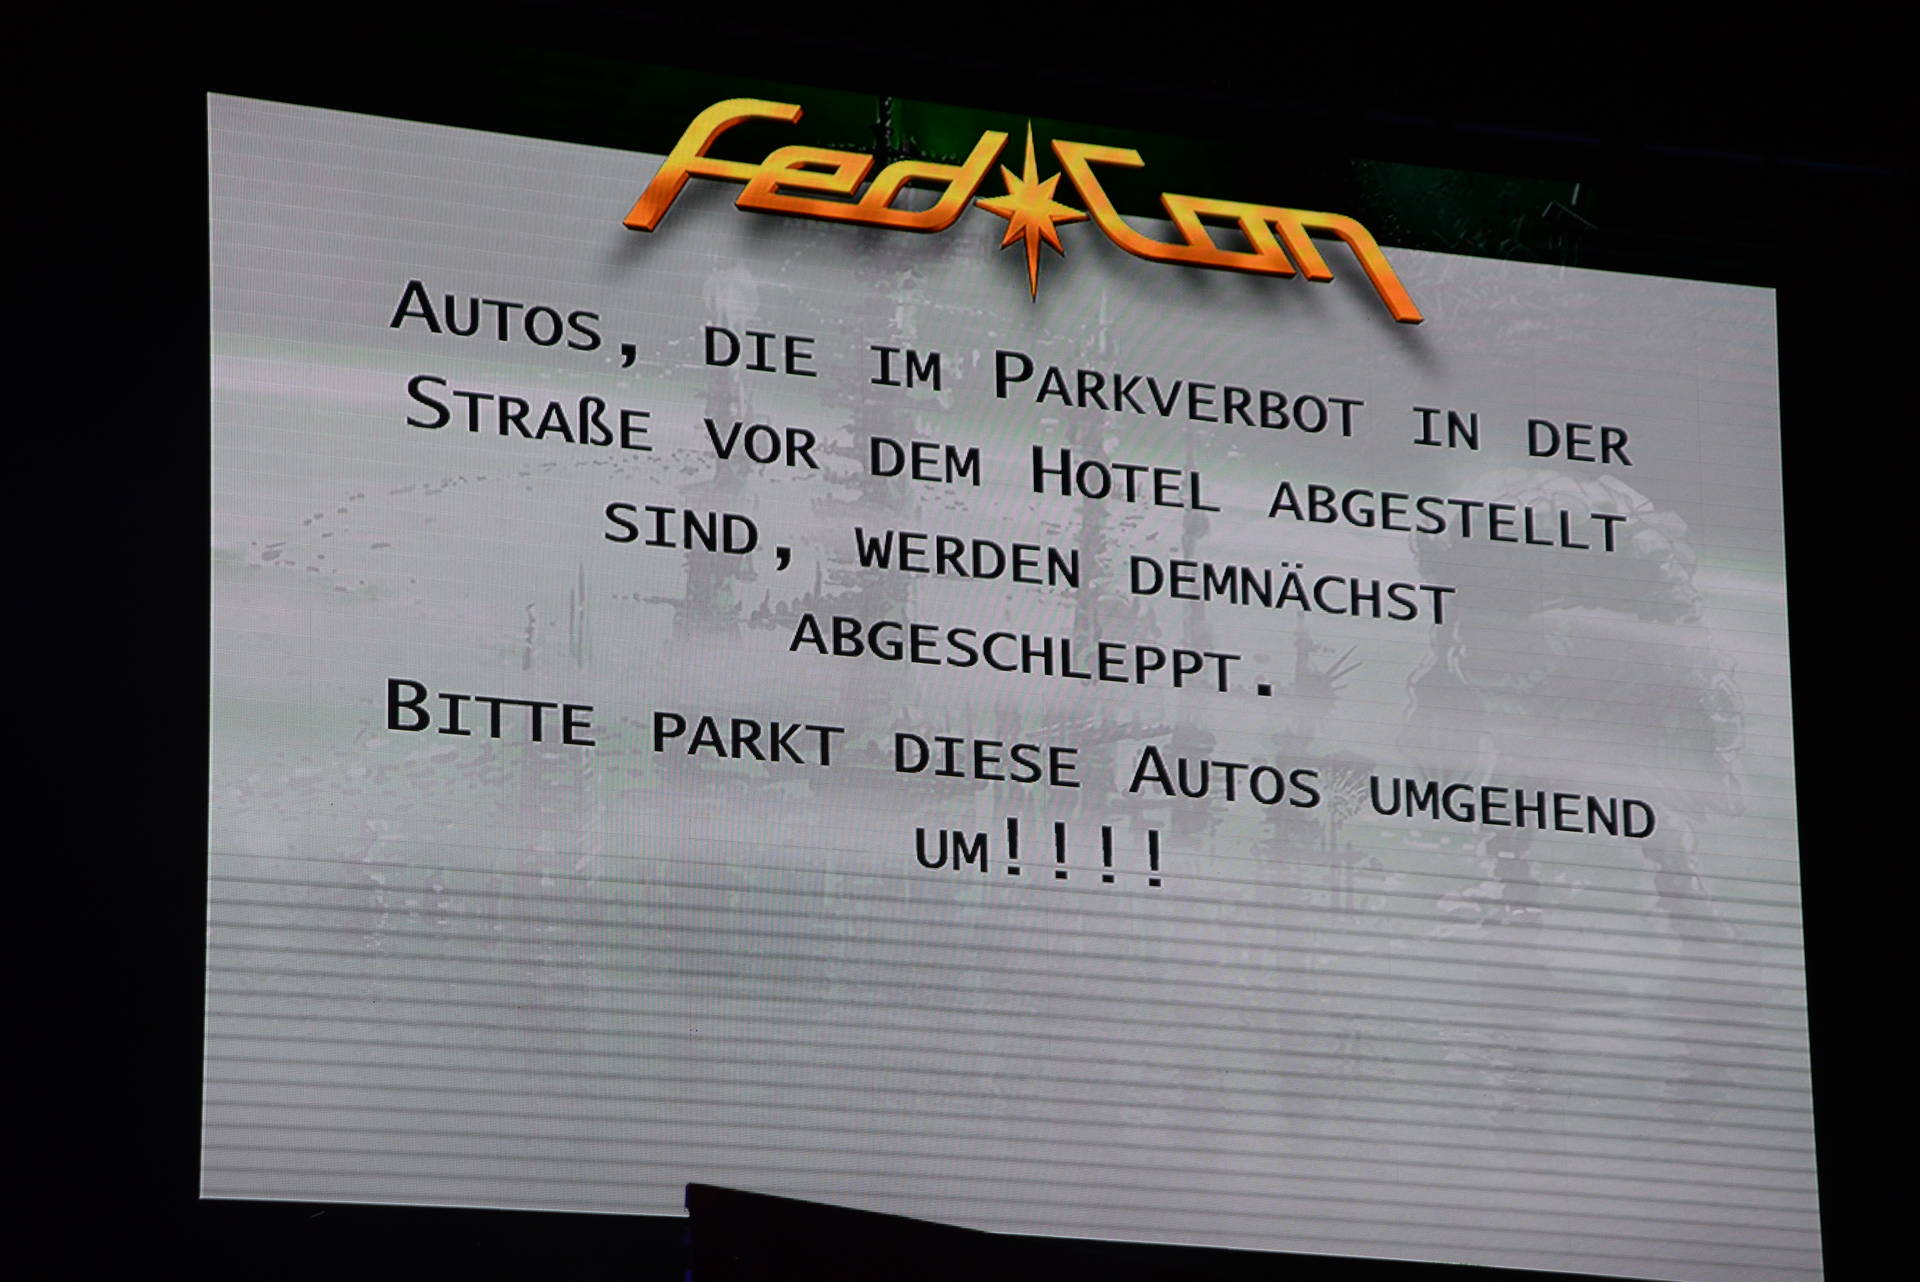 FedCon
Autos, die im Parkverbot in der
Straße vor dem Hotel abgestellt
sind, werden demnächst
abgeschleppt.
Bitte parkt diese Autos umgehend
um!!!!